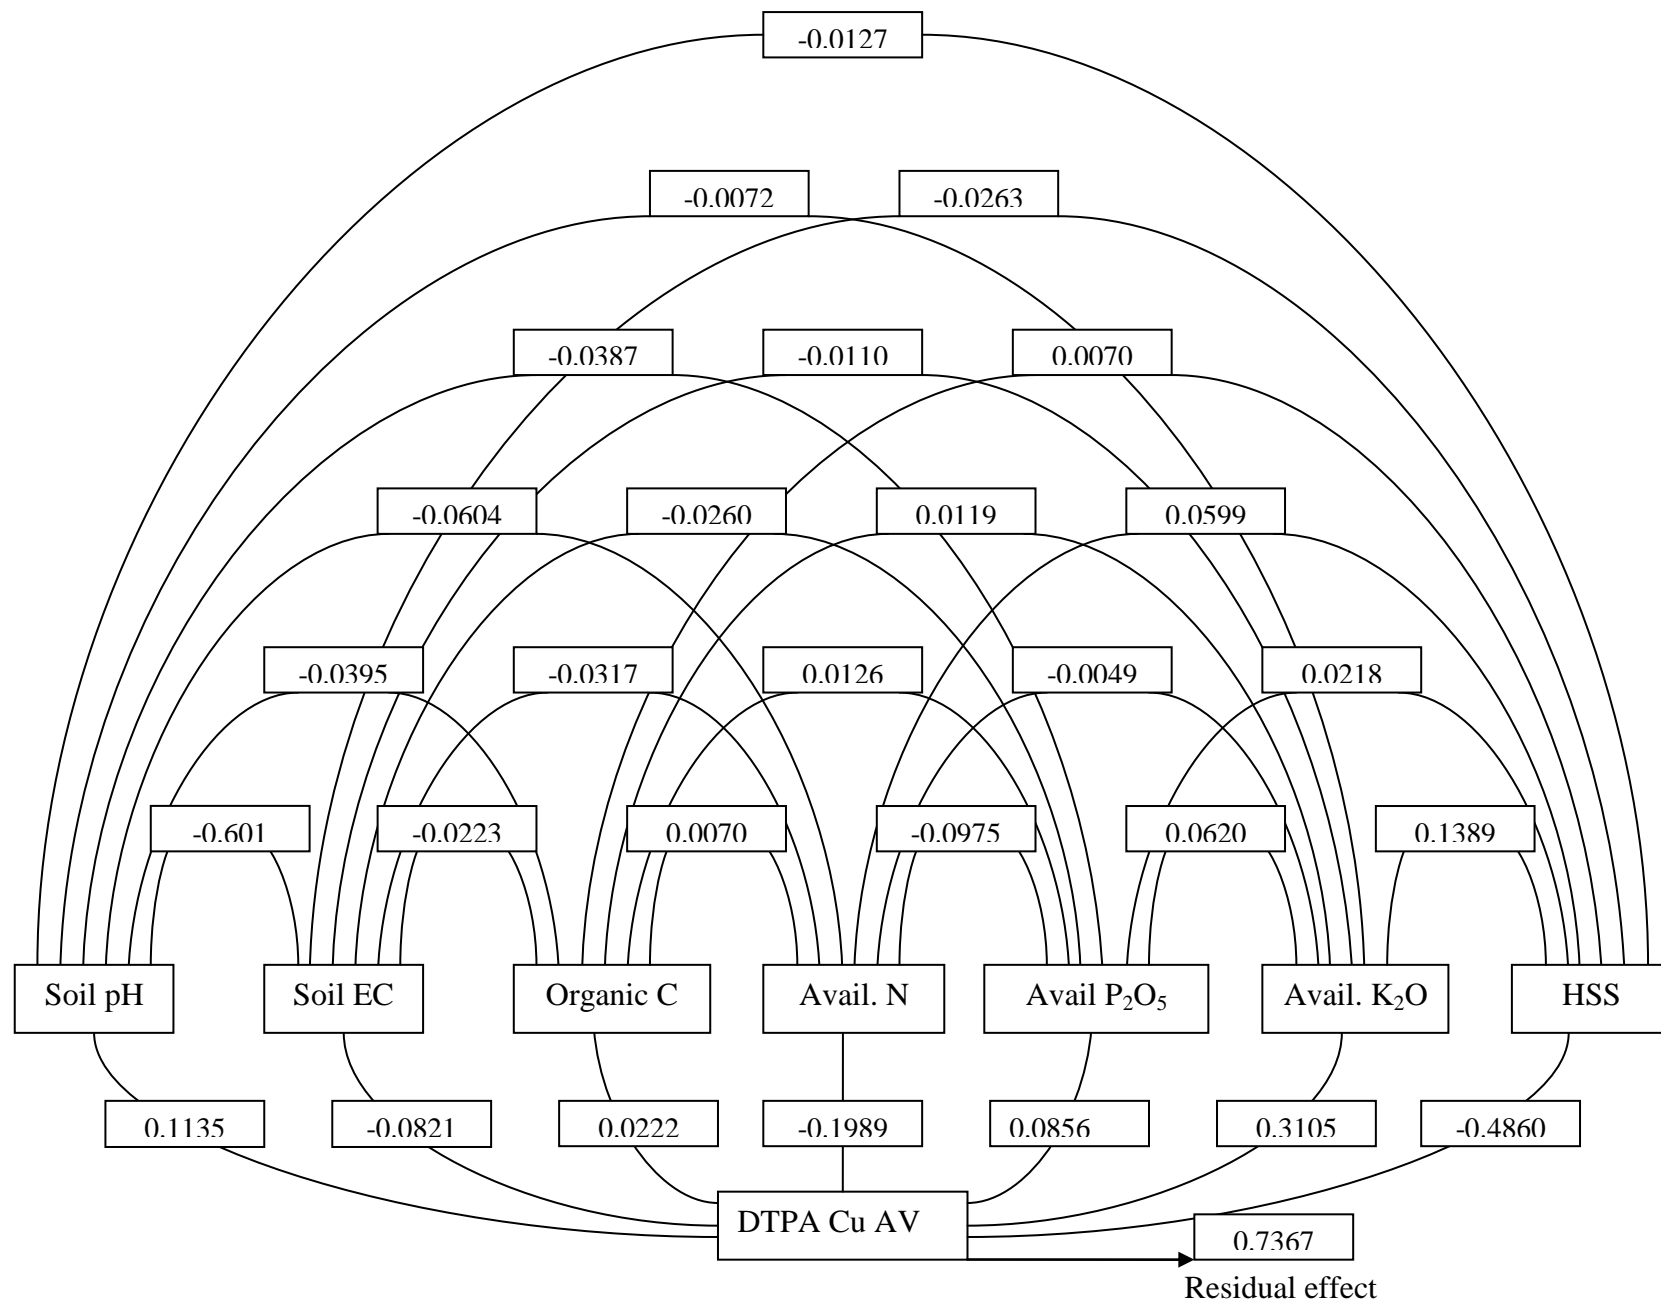 -0.0127
-0.0072 -0.0263
-0.0387 -0.0110 0.0070
-0.0604 -0.0260 0.0119 0.0599
-0.0395 -0.0317 0.0126 -0.0049 0.0218
-0.601 -0.0223 0.0070 -0.0975 0.0620 0.1389
Soil pH Soil EC Organic C Avail. N Avail P₂O₅ Avail. K₂O HSS
0.1135 -0.0821 0.0222 -0.1989 0.0856 0.3105 -0.4860
DTPA Cu AV
0.7367
Residual effect